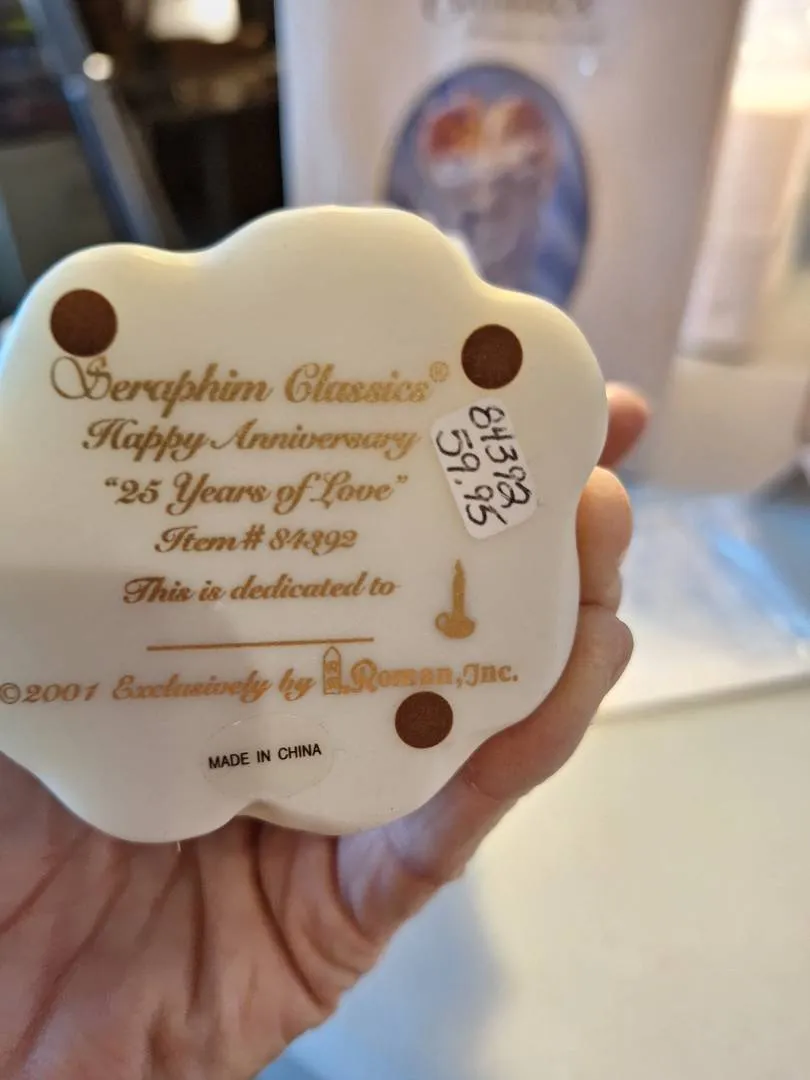 Seraphim Classics®
Happy Anniversary
"25 Years of Love"
Item# 84392
This is dedicated to
©2001 Exclusively by Roman, Inc.
MADE IN CHINA
84392
59.95